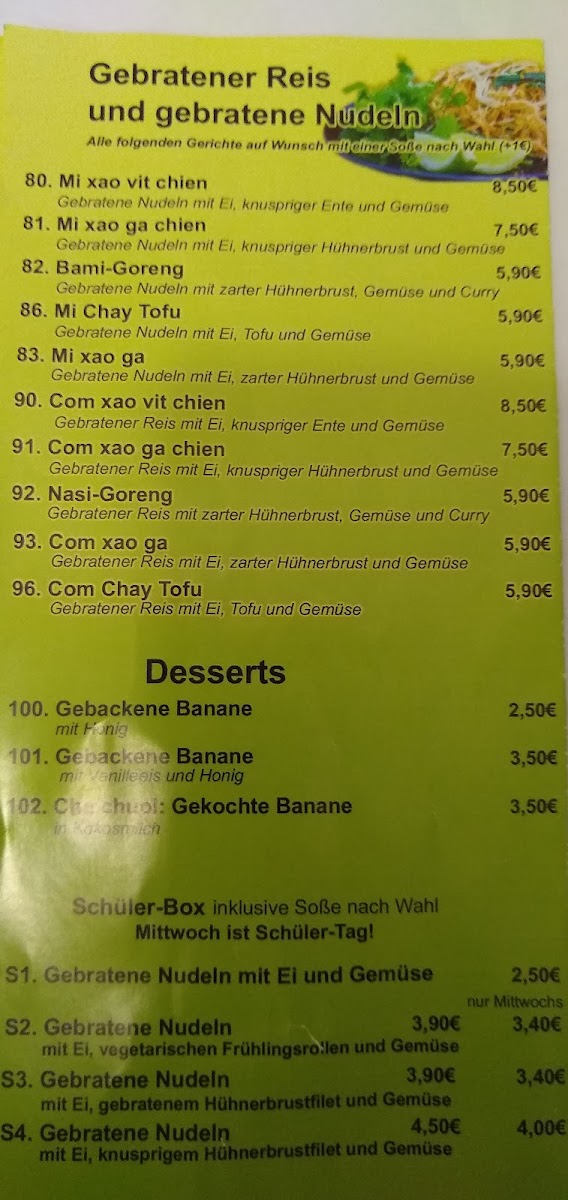 Gebratener Reis
und gebratene Nudeln
Alle folgenden Gerichte auf Wunsch mit einer Soße nach Wahl (+1€)
80. Mi xao vit chien 8,50€
Gebratene Nudeln mit Ei, knuspriger Ente und Gemüse
81. Mi xao ga chien 7,50€
Gebratene Nudeln mit Ei, knuspriger Hühnerbrust und Gemüse
82. Bami-Goreng 5,90€
Gebratene Nudeln mit zarter Hühnerbrust, Gemüse und Curry
86. Mi Chay Tofu 5,90€
Gebratene Nudeln mit Ei, Tofu und Gemüse
83. Mi xao ga 5,90€
Gebratene Nudeln mit Ei, zarter Hühnerbrust und Gemüse
90. Com xao vit chien 8,50€
Gebratener Reis mit Ei, knuspriger Ente und Gemüse
91. Com xao ga chien 7,50€
Gebratener Reis mit Ei, knuspriger Hühnerbrust und Gemüse
92. Nasi-Goreng 5,90€
Gebratener Reis mit zarter Hühnerbrust, Gemüse und Curry
93. Com xao ga 5,90€
Gebratener Reis mit Ei, zarter Hühnerbrust und Gemüse
96. Com Chay Tofu 5,90€
Gebratener Reis mit Ei, Tofu und Gemüse
Desserts
100. Gebackene Banane 2,50€
mit Honig
101. Gebackene Banane 3,50€
mit Vanilleeis und Honig
102. Che chuoi: Gekochte Banane 3,50€
in Kokosmilch
Schüler-Box inklusive Soße nach Wahl
Mittwoch ist Schüler-Tag!
S1. Gebratene Nudeln mit Ei und Gemüse 2,50€
nur Mittwochs
S2. Gebratene Nudeln 3,90€ 3,40€
mit Ei, vegetarischen Frühlingsrollen und Gemüse
S3. Gebratene Nudeln 3,90€ 3,40€
mit Ei, gebratenem Hühnerbrustfilet und Gemüse
S4. Gebratene Nudeln 4,50€ 4,00€
mit Ei, knusprigem Hühnerbrustfilet und Gemüse